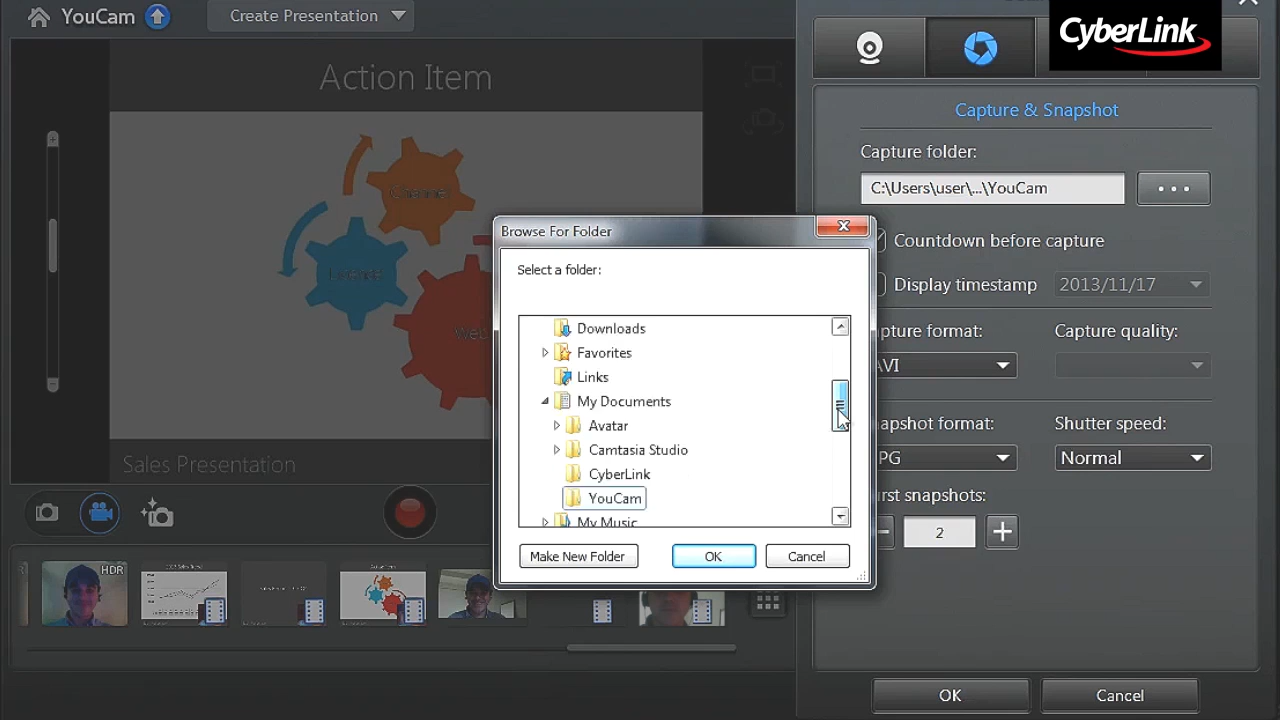 YouCam
Create Presentation
CyberLink
Action Item
Channel
License
Sales Presentation
HDR
Capture & Snapshot
Capture folder:
C:\Users\user\...\YouCam
Countdown before capture
Display timestamp
2013/11/17
pture format:
Capture quality:
AVI
apshot format:
Shutter speed:
PG
Normal
rst snapshots:
2
OK
Cancel
Browse For Folder
Select a folder:
Downloads
Favorites
Links
My Documents
Avatar
Camtasia Studio
CyberLink
YouCam
My Music
Make New Folder
OK
Cancel